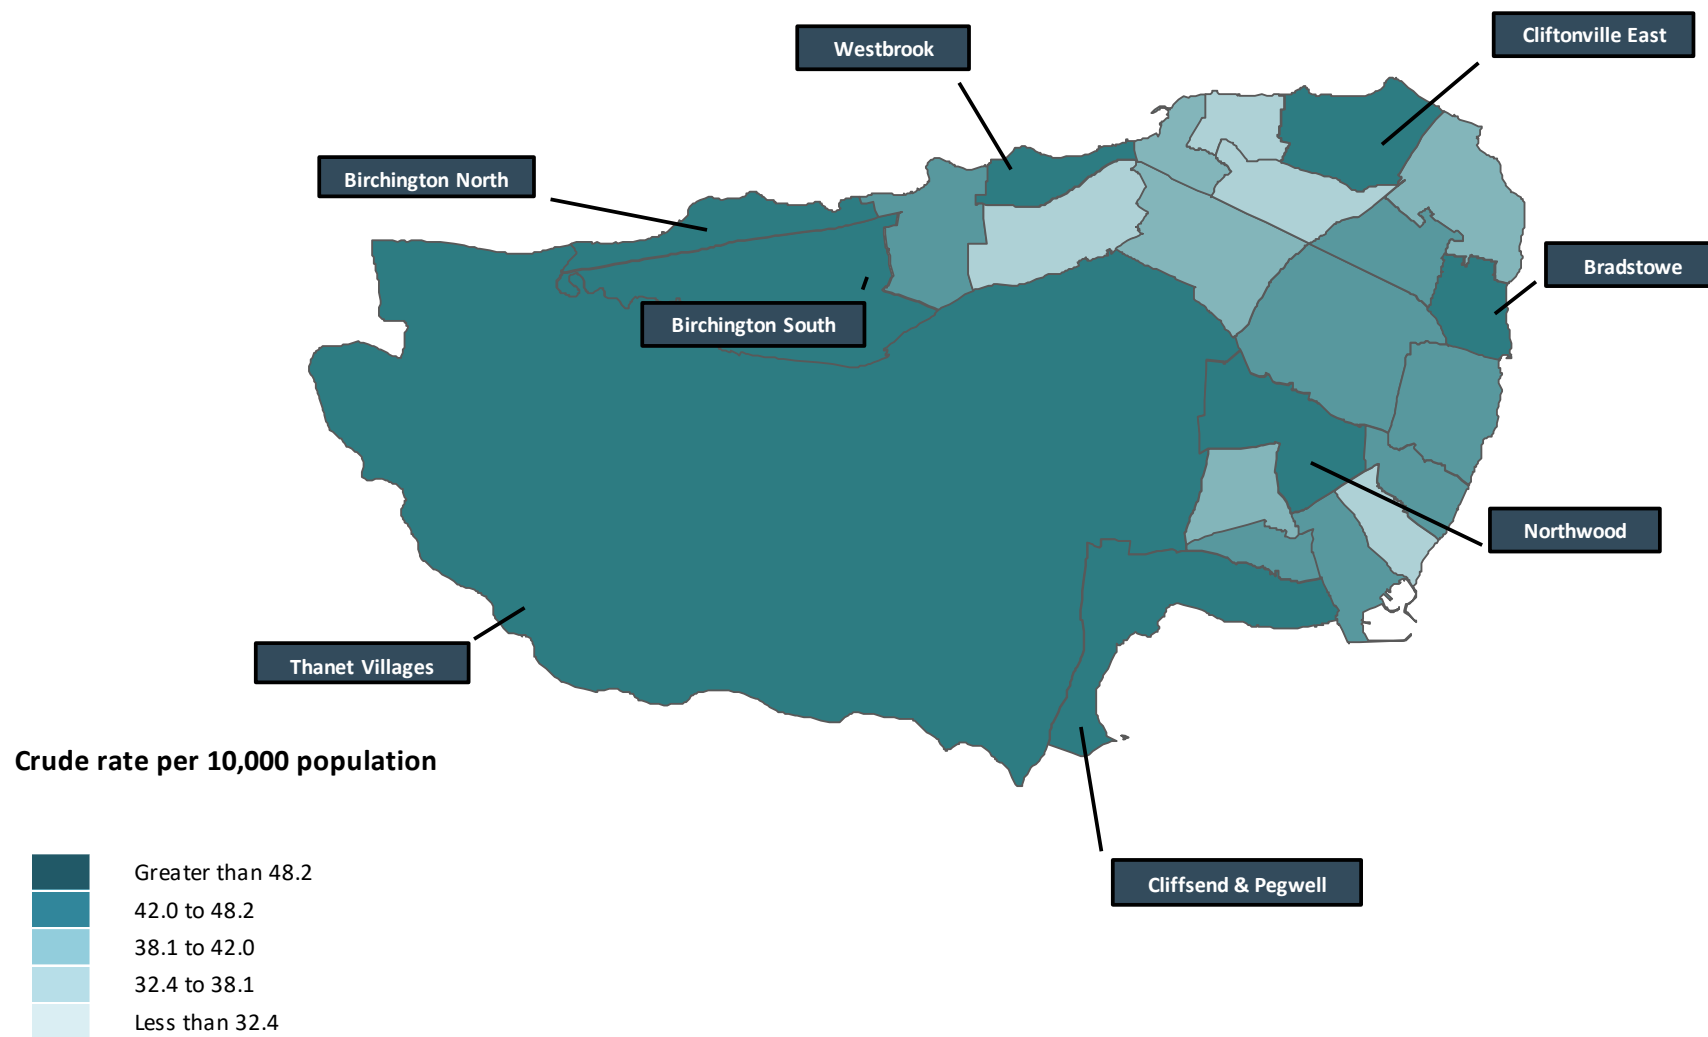 Cliftonville East
Westbrook
Birchington North
Bradstowe
Birchington South
Northwood
Thanet Villages
Crude rate per 10,000 population
Cliffsend & Pegwell
Greater than 48.2
42.0 to 48.2
38.1 to 42.0
32.4 to 38.1
Less than 32.4